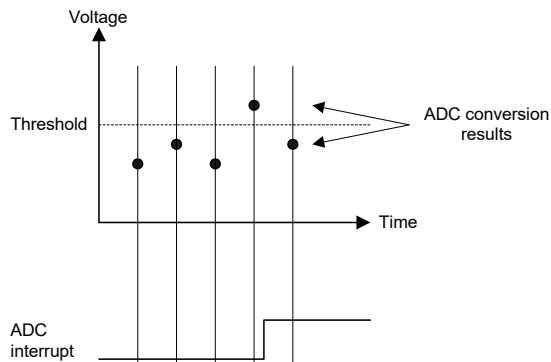 Voltage
Threshold
ADC conversion
results
Time
ADC
interrupt